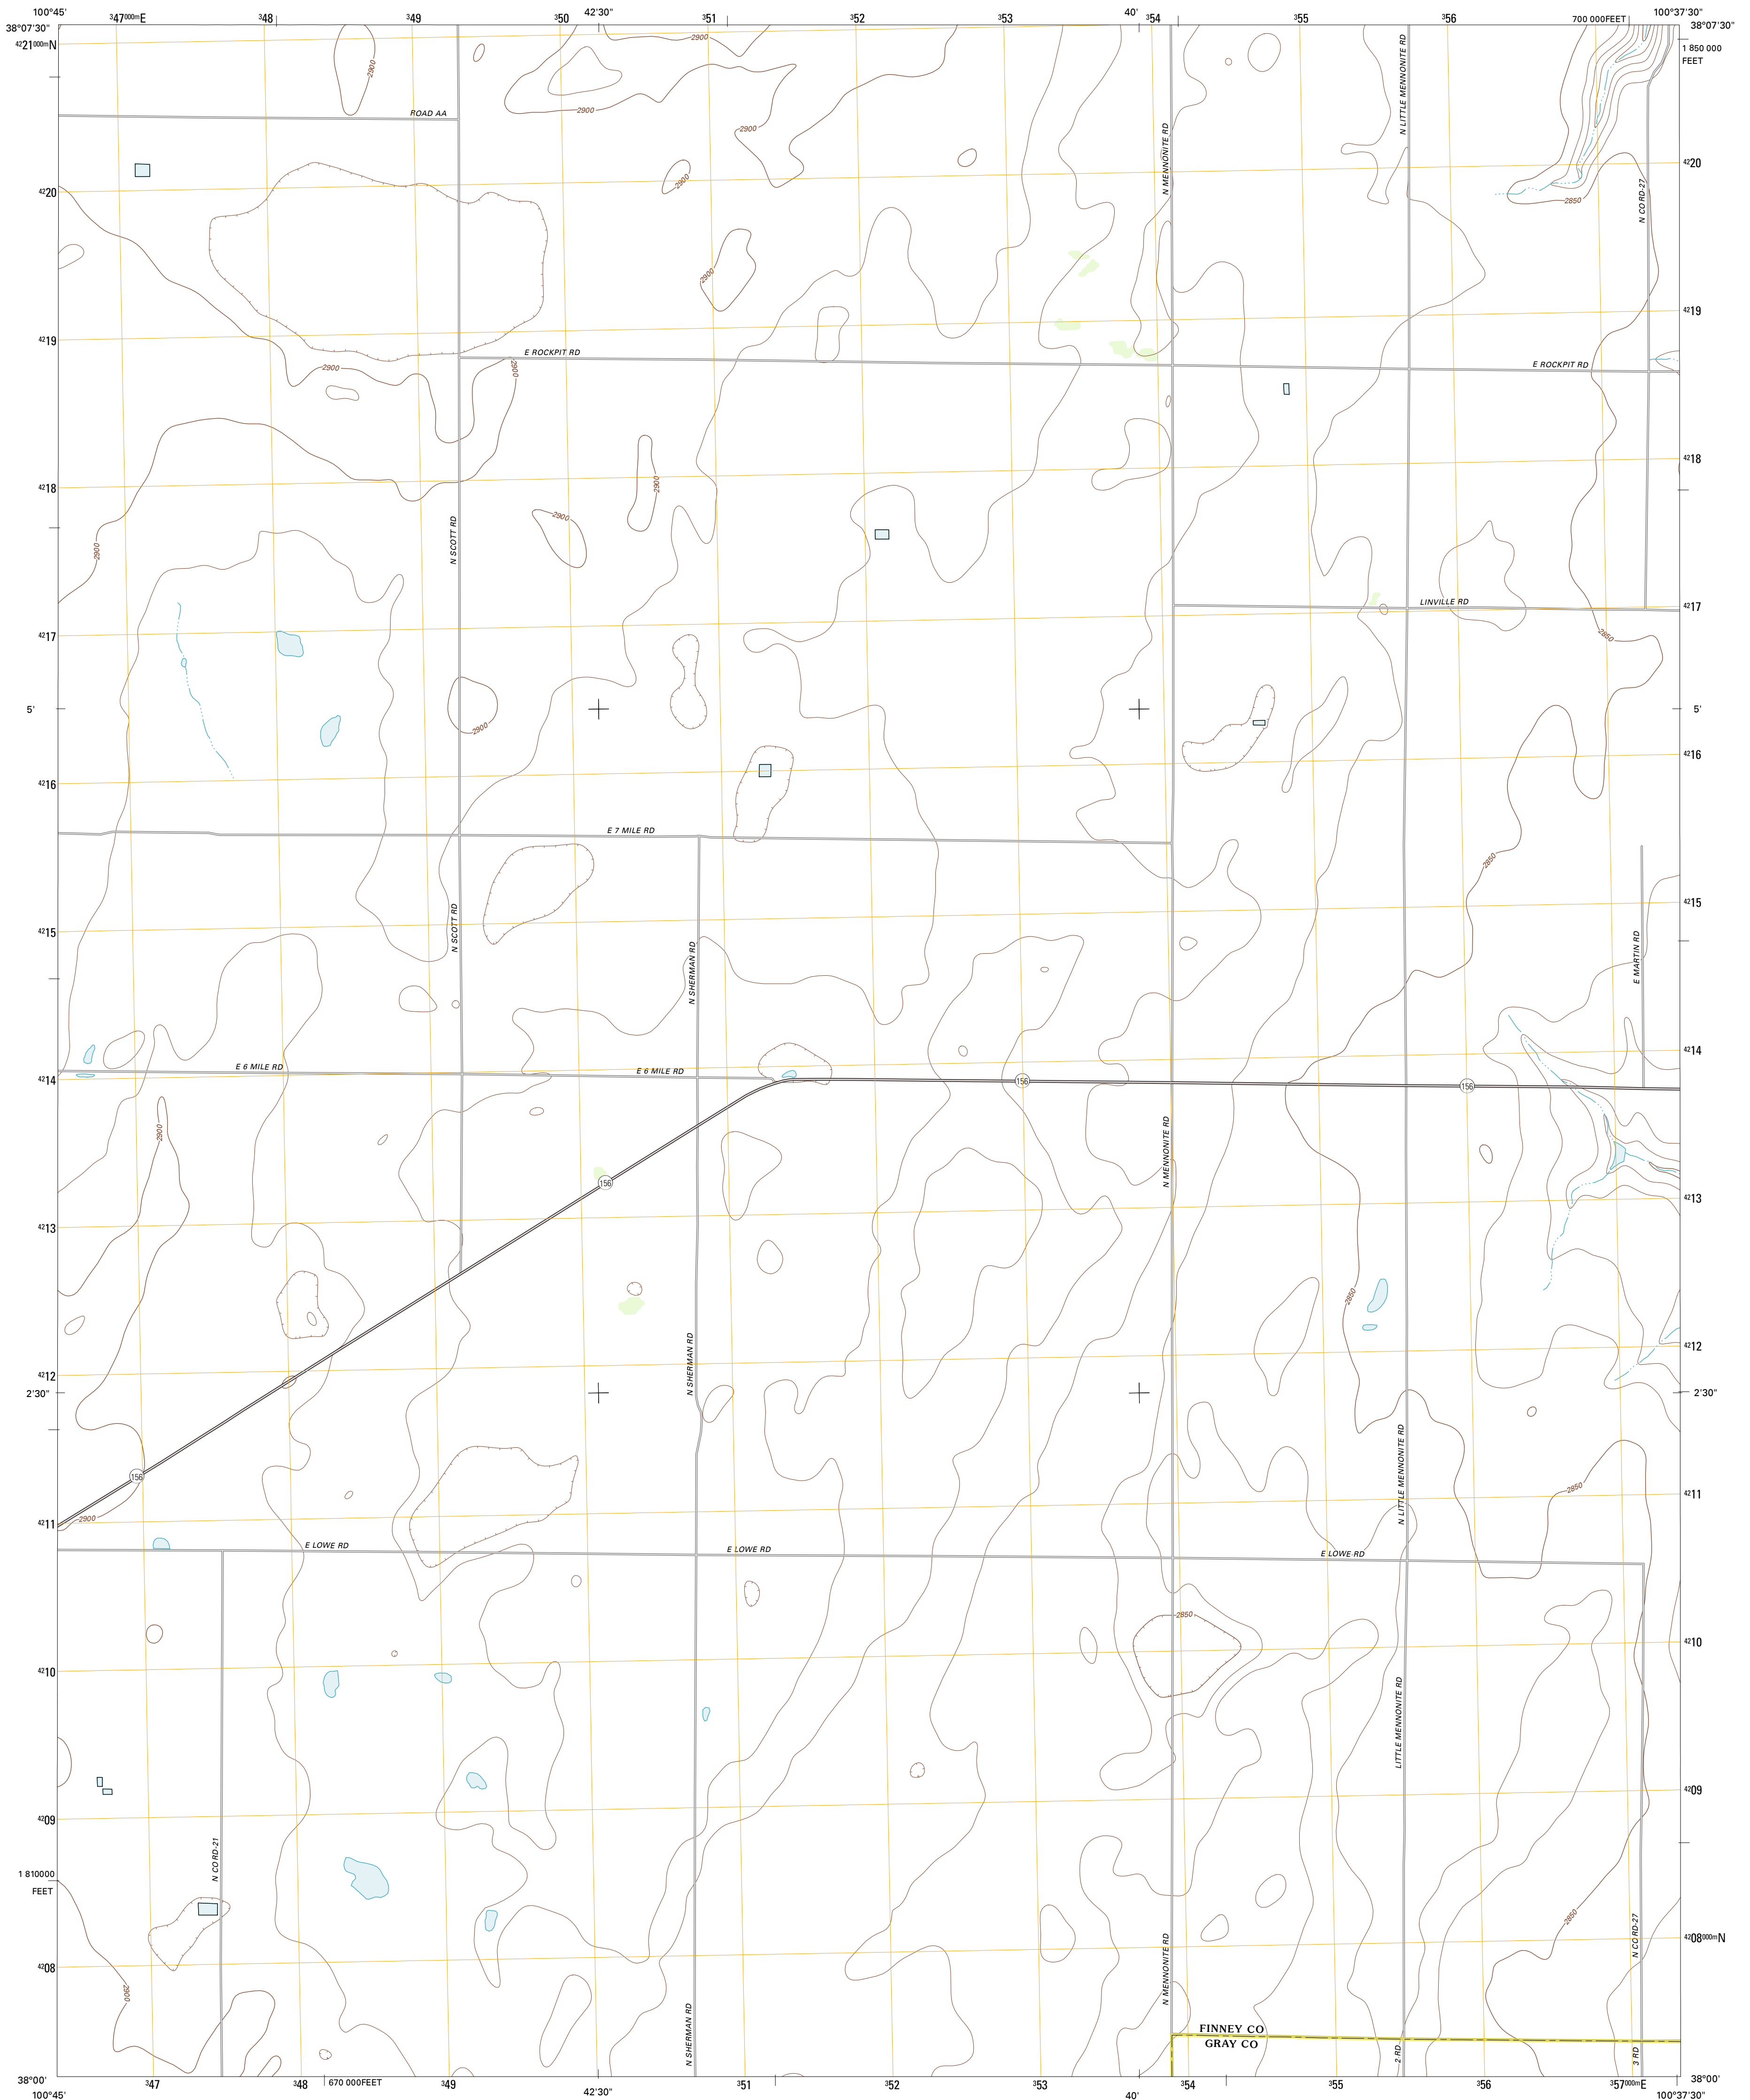 100°45' 347000mE 348 349 350 42'30" 351 352 353 40' 354 355 356 700 000FEET 100°37'30"
38°07'30" 38°07'30"
4221000mN 2900 2900 N LITTLE MENNONITE RD 1 850 000
FEET
2900 ROAD AA 2900 N MENNONITE RD
4220 2900 N CORD-27 4220
2850
2900
4219 4219
E ROCKPIT RD
2900 2900 E ROCKPIT RD
4218 2900 4218
2900 N SCOTT RD 2900
LINVILLE RD 4217
4217 2850
5' 2900 5'
4216
4216
E 7 MILE RD
2850
4215 N SCOTT RD N SHERMAN RD E MARTIN RD 4215
4214
4214 E 6 MILE RD E 6 MILE RD 156 156
2900 N MENNONITE RD
156
4213 4213
2850
4212 N SHERMAN RD 4212
2'30" 2'30"
156 N LITTLE MENNONITE RD
2900 2850 4211
4211
E LOWE RD E LOWE RD E LOWE RD
2850
4210 4210
LITTLE MENNONITE RD
4209
4209
N CORD-21
1 810000
FEET
2850 N CORD-27 4208000mN
4208 N MENNONITE RD
2900 N SHERMAN RD
FINNEY CO
GRAY CO
2 RD 3 RD
38°00' 38°00'
347 348 670 000FEET 349 42'30" 351 352 353 40' 354 355 356 357000mE
100°45' 100°37'30"